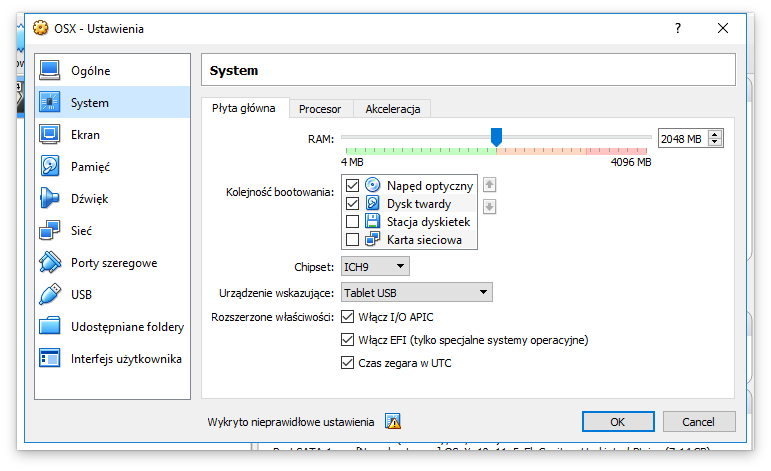 OSX - Ustawienia
?
Ogólne
System
Ekran
Pamięć
Dźwięk
Sieć
Porty szeregowe
USB
Udostępniane foldery
Interfejs użytkownika
System
Płyta główna Procesor Akceleracja
RAM: 2048 MB
4 MB 4096 MB
Kolejność bootowania: Napęd optyczny
Dysk twardy
Stacja dyskietek
Karta sieciowa
Chipset: ICH9
Urządzenie wskazujące: Tablet USB
Rozszerzone właściwości: Włącz I/O APIC
Włącz EFI (tylko specjalne systemy operacyjne)
Czas zegara w UTC
Wykryto nieprawidłowe ustawienia OK Cancel